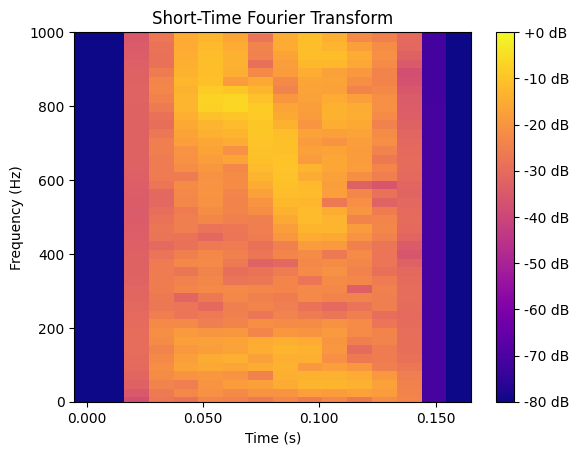 Short-Time Fourier Transform
1000
800
600
400
200
0
Frequency (Hz)
0.000
0.050
0.100
0.150
Time (s)
+0 dB
-10 dB
-20 dB
-30 dB
-40 dB
-50 dB
-60 dB
-70 dB
-80 dB